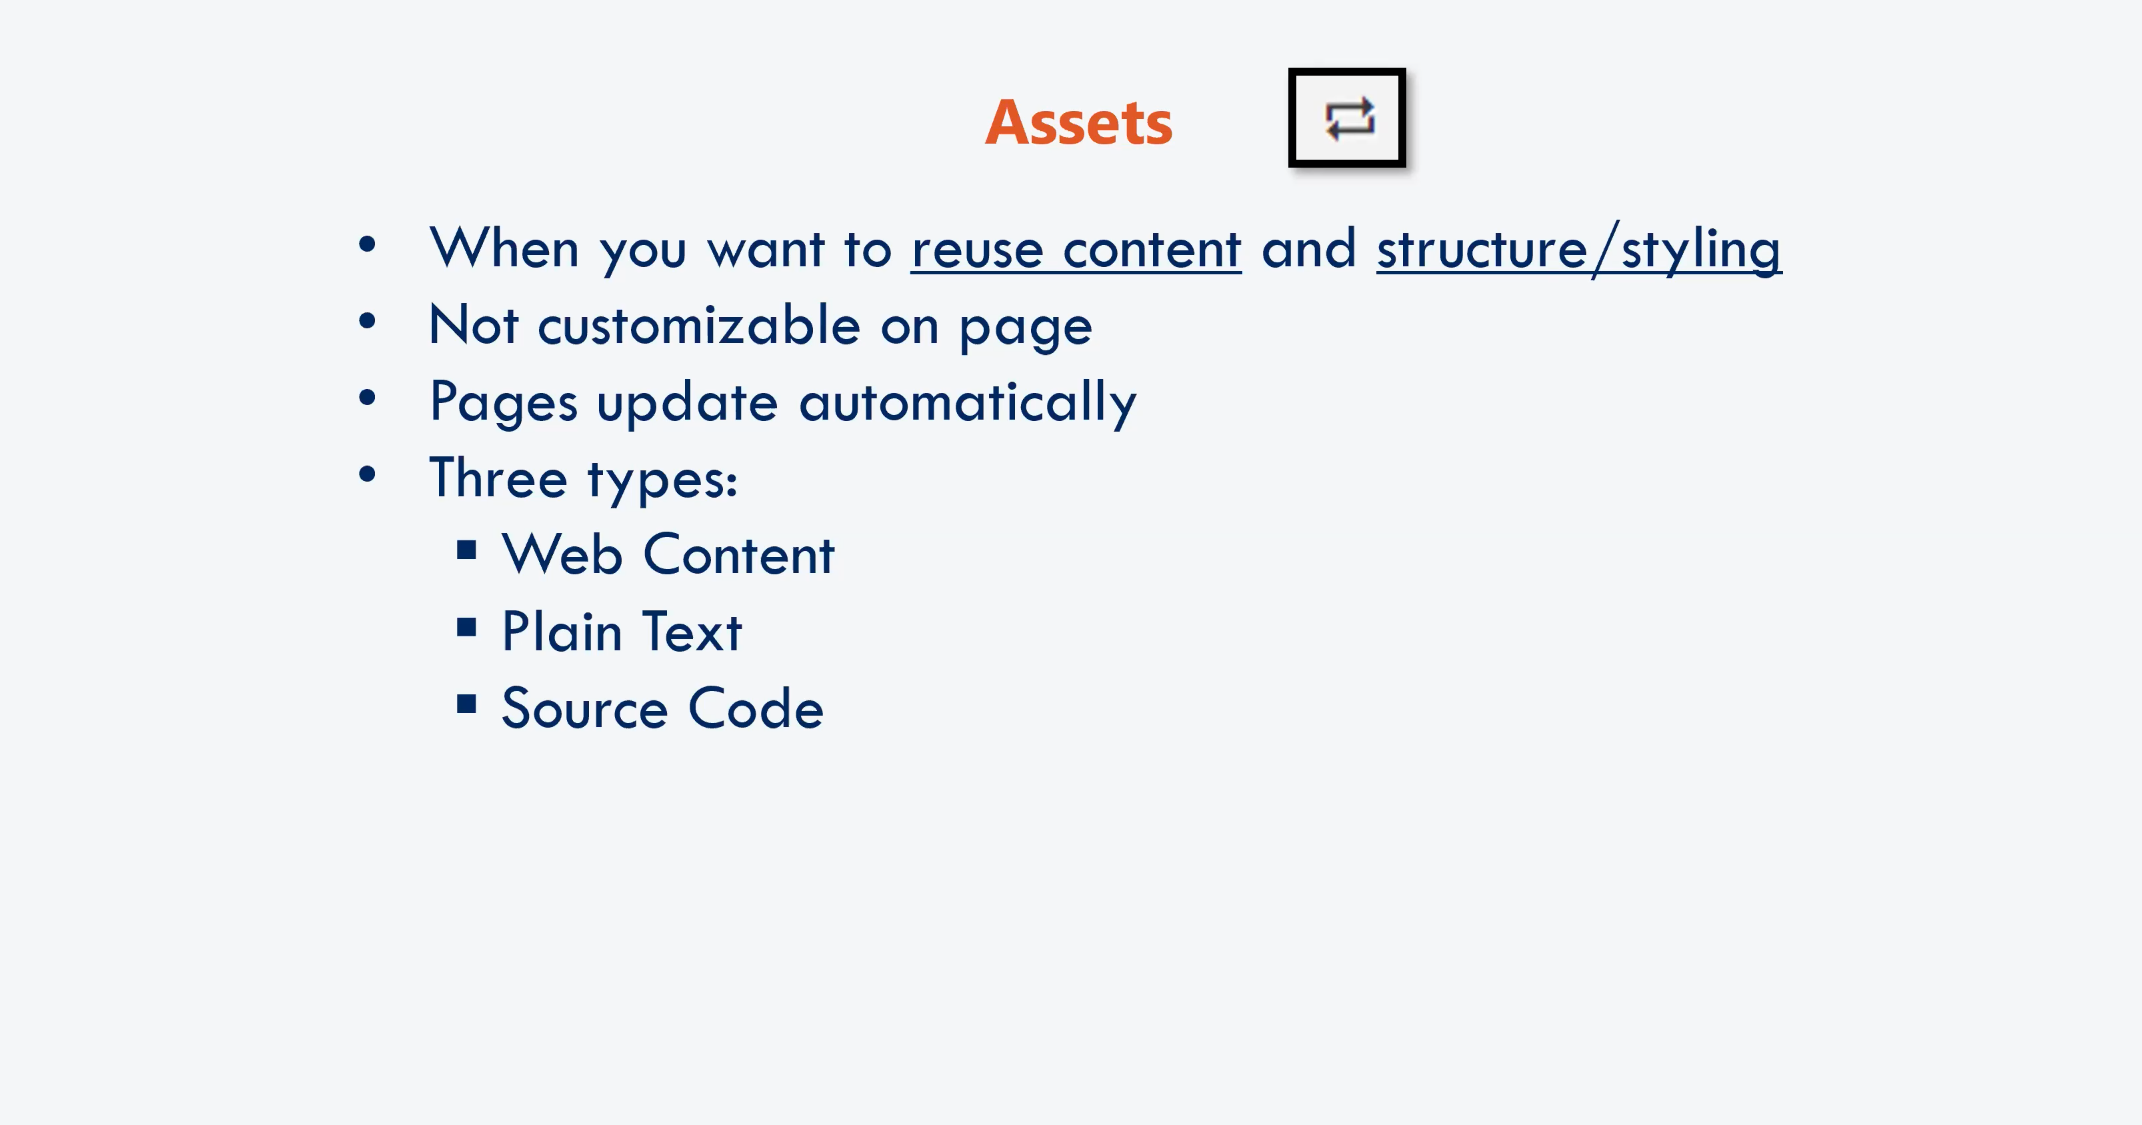 Assets
• When you want to reuse content and structure/styling
• Not customizable on page
• Pages update automatically
• Three types:
▪ Web Content
▪ Plain Text
▪ Source Code